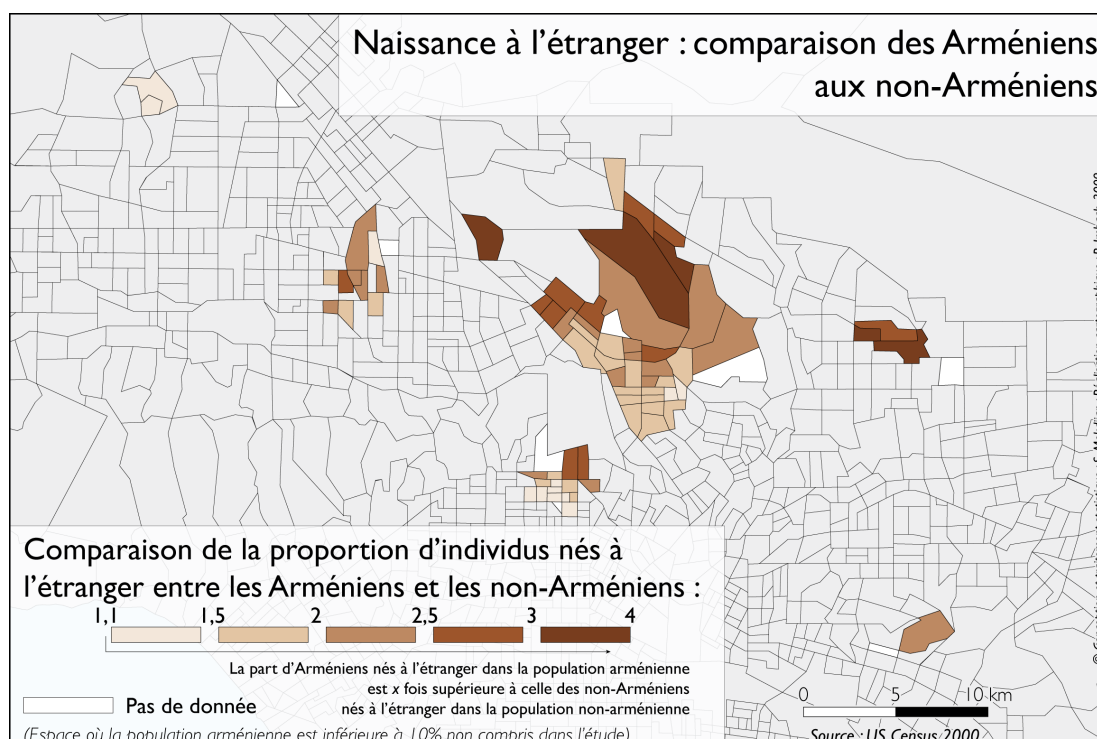 Naissance à l’étranger : comparaison des Arméniens
aux non-Arméniens
Comparaison de la proportion d’individus nés à
l’étranger entre les Arméniens et les non-Arméniens :
1,1 1,5 2 2,5 3 4
La part d’Arméniens nés à l’étranger dans la population arménienne
est x fois supérieure à celle des non-Arméniens
nés à l’étranger dans la population non-arménienne
Pas de donnée
(Espace où la population arménienne est inférieure à 10% non compris dans l’étude)
0 5 10 km
Source : US Census 2000